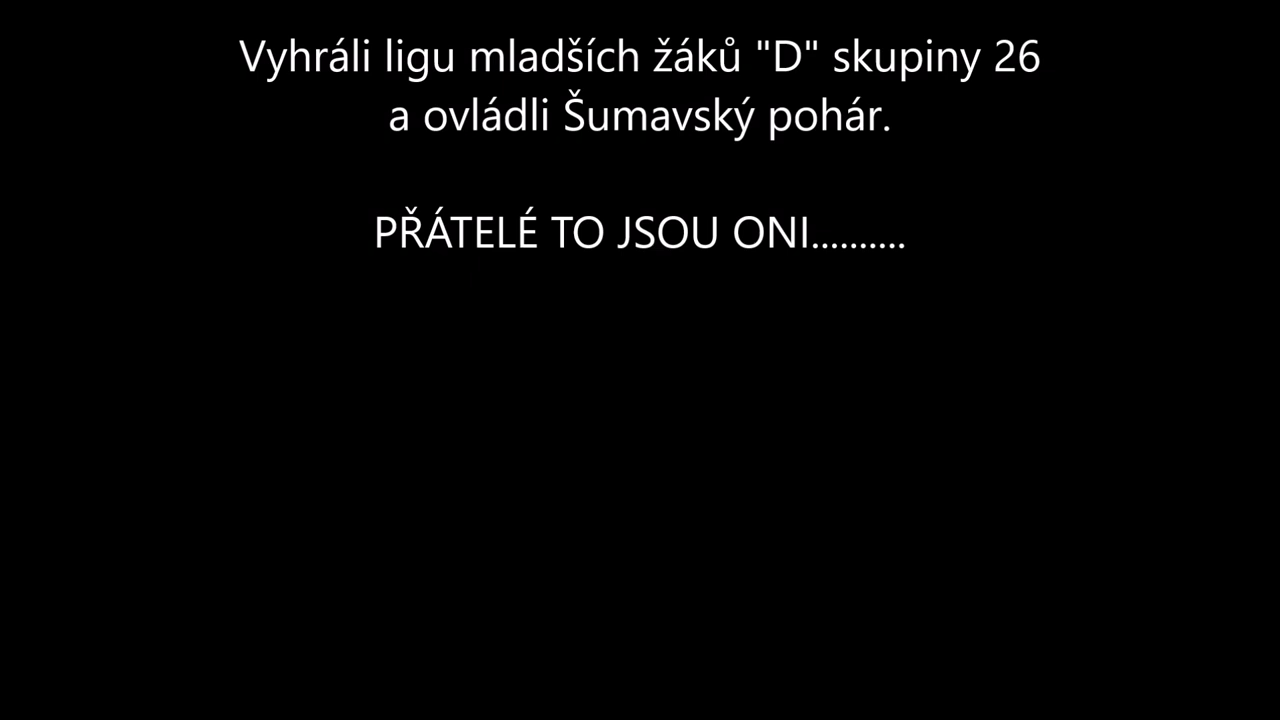 Vyhráli ligu mladších žáků "D" skupiny 26
a ovládli Šumavský pohár.
PŘÁTELÉ TO JSOU ONI..........